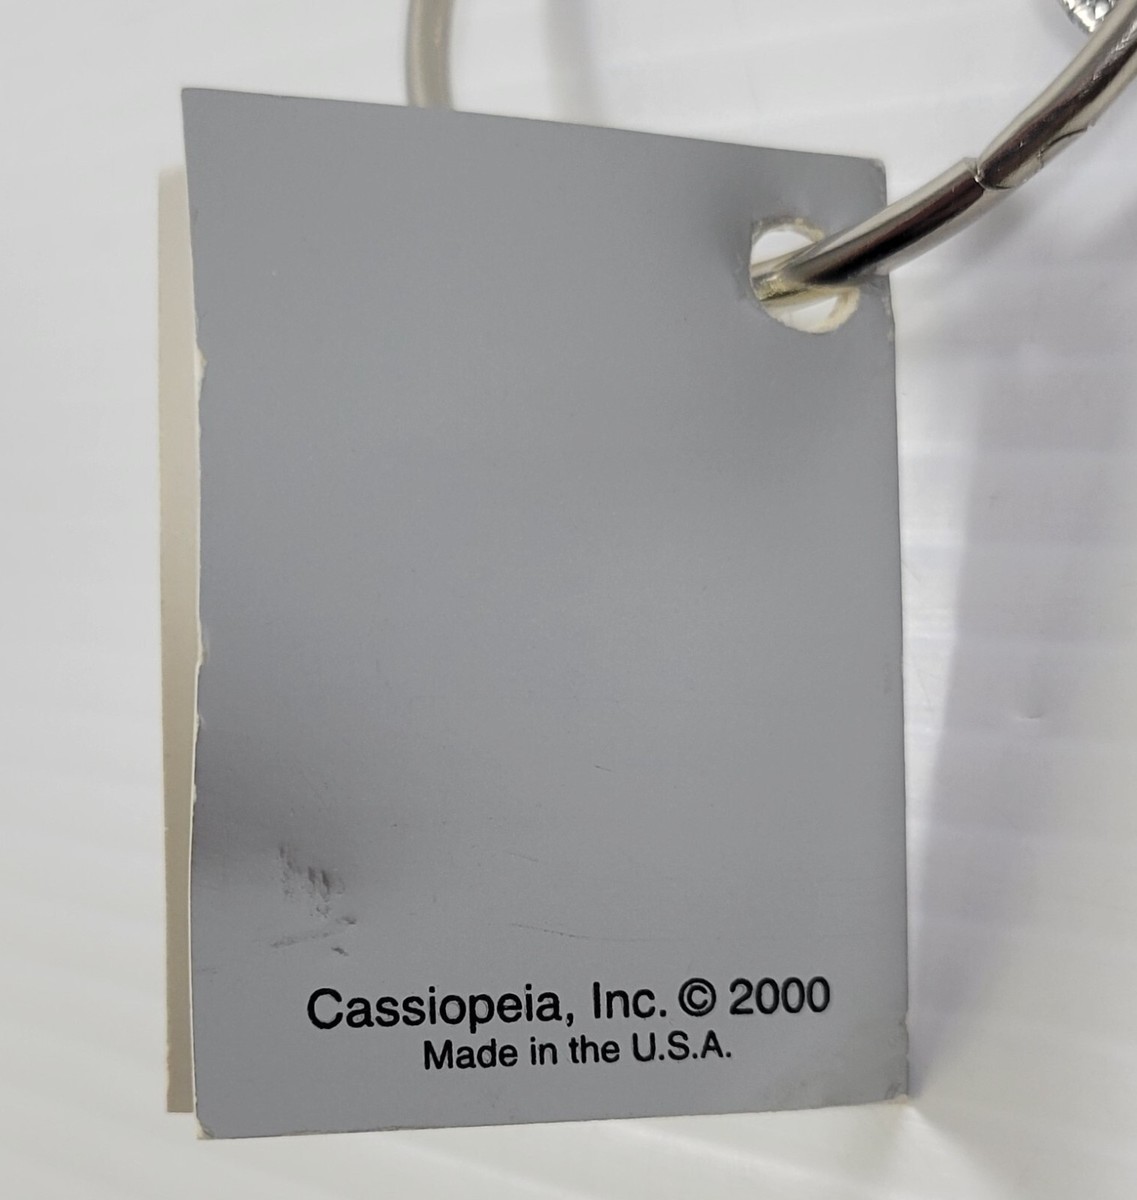 Cassiopeia, Inc. © 2000
Made in the U.S.A.